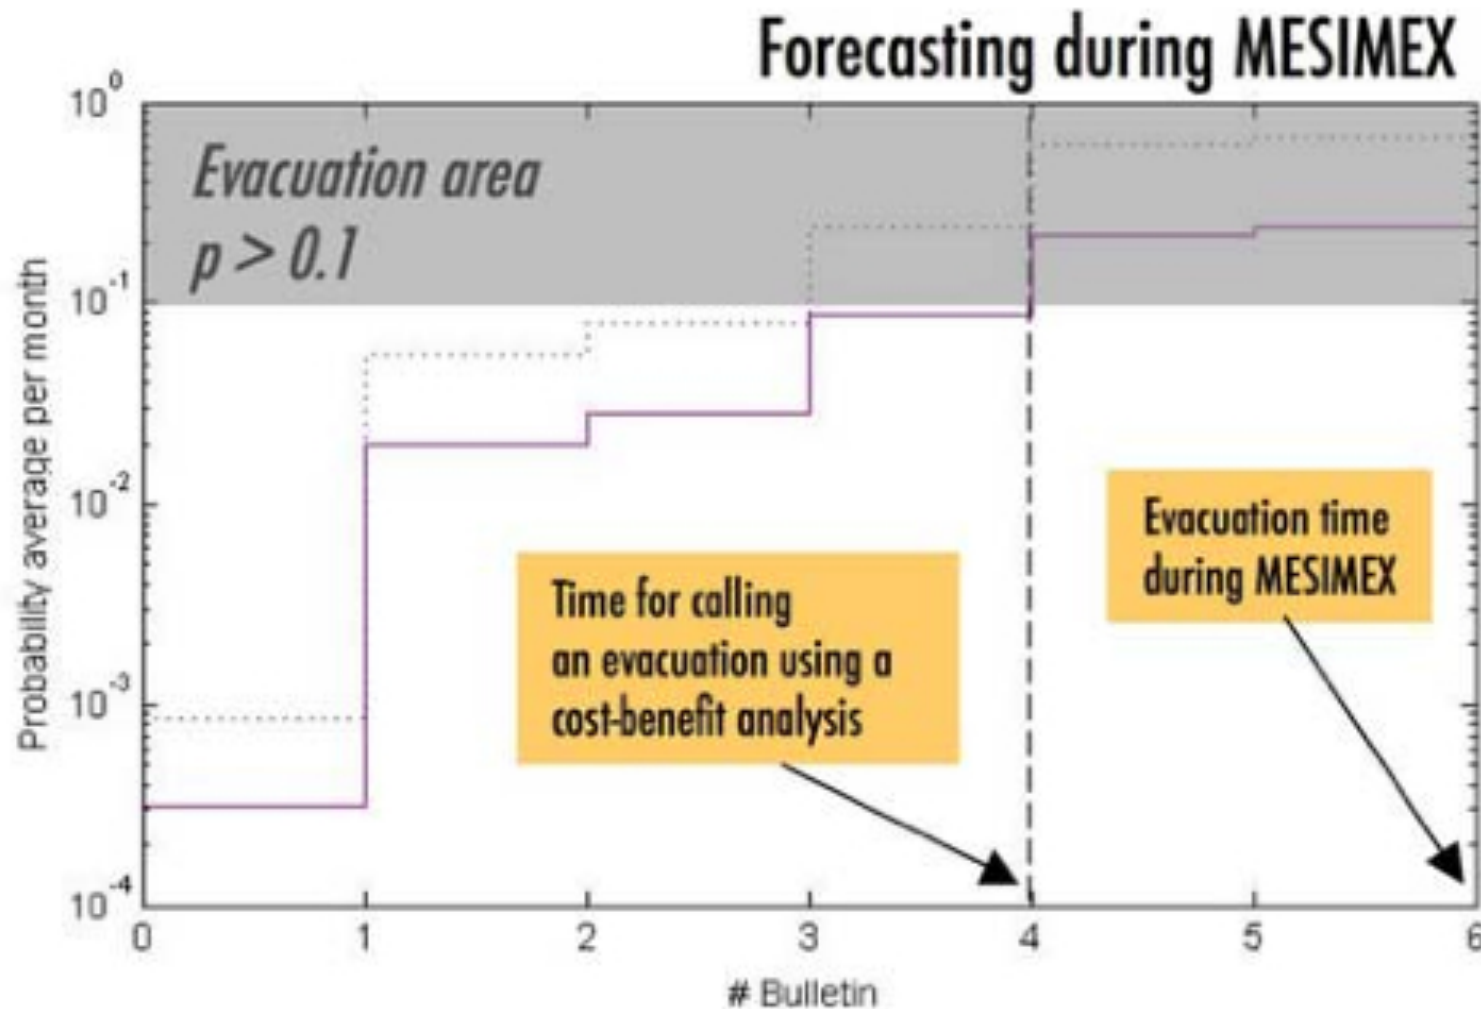 Forecasting during MESIMEX
Evacuation area
p > 0.1
Probability average per month
10^0
10^-1
10^-2
10^-3
10^-4
Time for calling
an evacuation using a
cost-benefit analysis
Evacuation time
during MESIMEX
0 1 2 3 4 5 6
# Bulletin